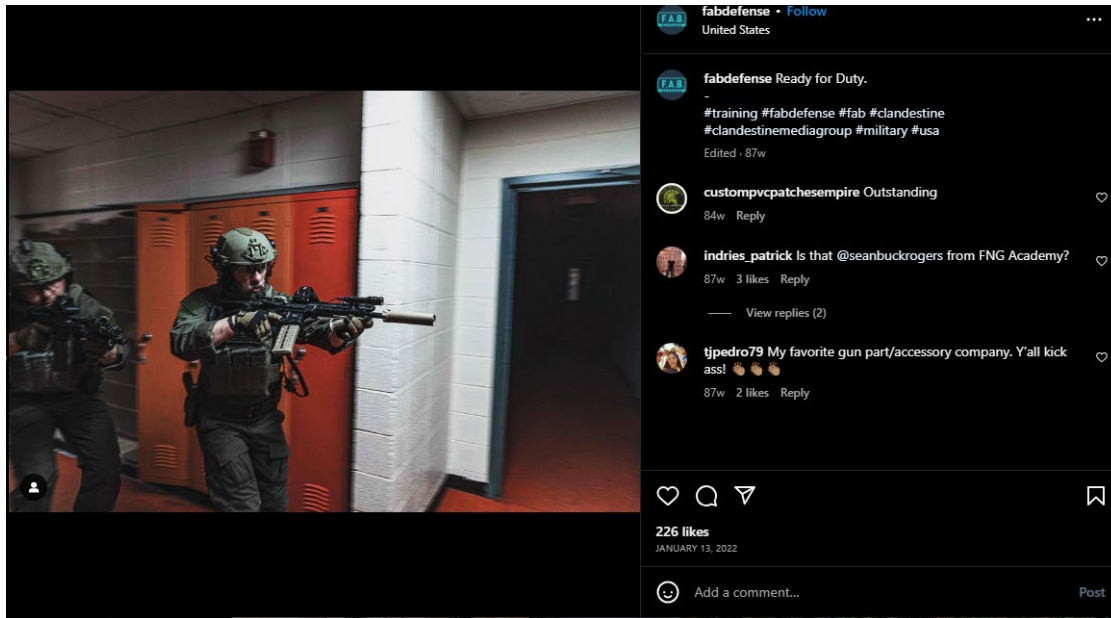 fabdefense • Follow
United States
F.A.B.
fabdefense Ready for Duty.
-
#training #fabdefense #fab #clandestine
#clandestinemediagroup #military #usa
Edited · 87w
F.A.B.
custompvcpatchesempire Outstanding
84w Reply
indries_patrick Is that @seanbuckrogers from FNG Academy?
87w 3 likes Reply
View replies (2)
tjpedro79 My favorite gun part/accessory company. Y'all kick
ass! 👏🏽👏🏽👏🏽
87w 2 likes Reply
226 likes
JANUARY 13, 2022
Add a comment...
Post